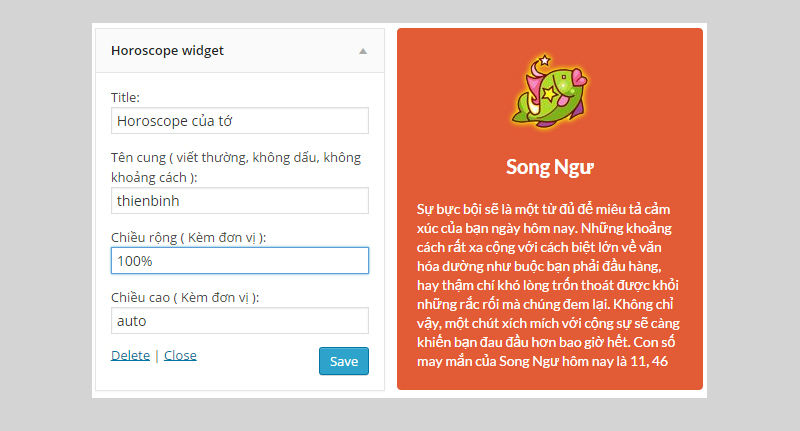 Horoscope widget
Title:
Horoscope của tớ
Tên cung ( viết thường, không dấu, không
khoảng cách ):
thienbinh
Chiều rộng ( Kèm đơn vị ):
100%
Chiều cao ( Kèm đơn vị ):
auto
Delete | Close
Save
Song Ngư
Sự bực bội sẽ là một từ đủ để miêu tả cảm
xúc của bạn ngày hôm nay. Những khoảng
cách rất xa cộng với cách biệt lớn về văn
hóa dường như buộc bạn phải đầu hàng,
hay thậm chí khó lòng trốn thoát được khỏi
những rắc rối mà chúng đem lại. Không chỉ
vậy, một chút xích mích với cộng sự sẽ càng
khiến bạn đau đầu hơn bao giờ hết. Con số
may mắn của Song Ngư hôm nay là 11, 46